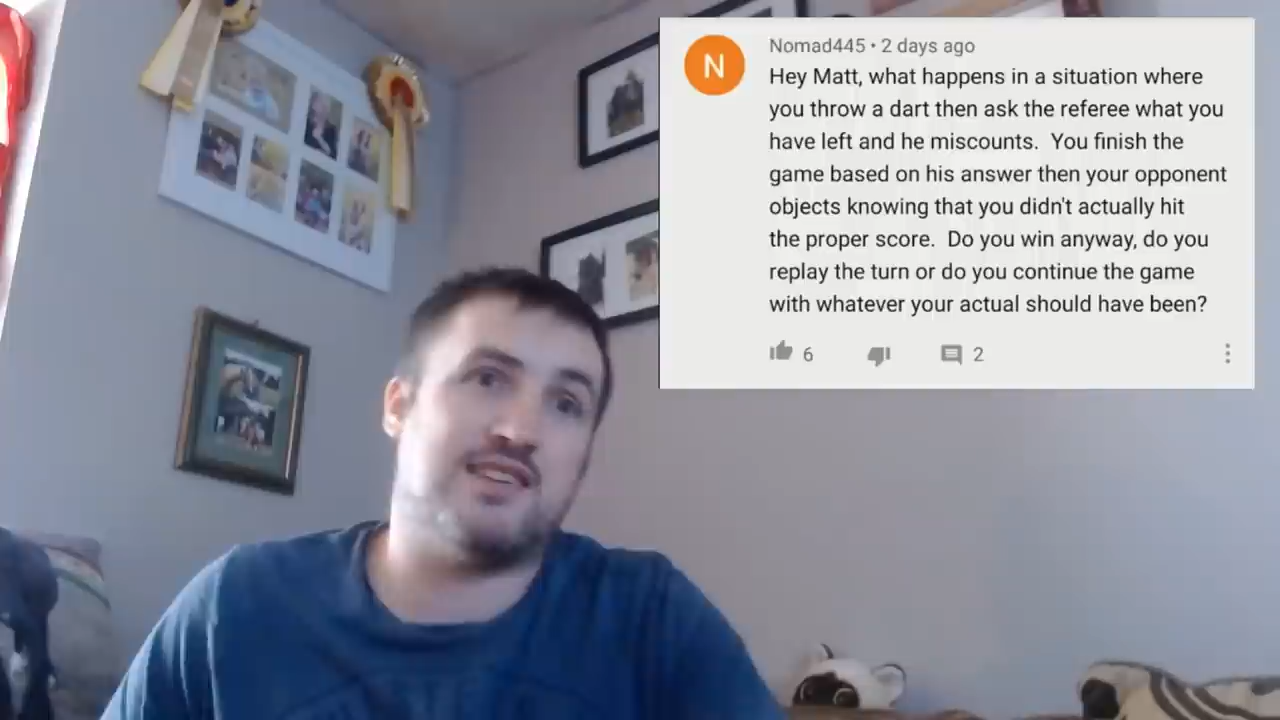 N
Nomad445 • 2 days ago
Hey Matt, what happens in a situation where
you throw a dart then ask the referee what you
have left and he miscounts.  You finish the
game based on his answer then your opponent
objects knowing that you didn't actually hit
the proper score.  Do you win anyway, do you
replay the turn or do you continue the game
with whatever your actual should have been?
6
2